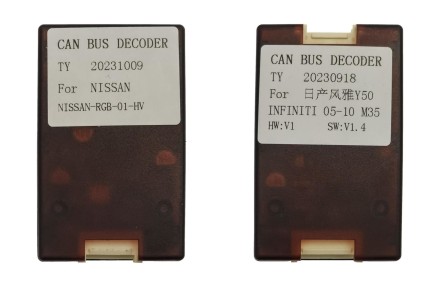 CAN BUS DECODER
TY 20231009
For NISSAN
NISSAN-RGB-01-HV
CAN BUS DECODER
TY 20230918
For 日产风雅Y50
INFINITI 05-10 M35
HW:V1 SW:V1.4